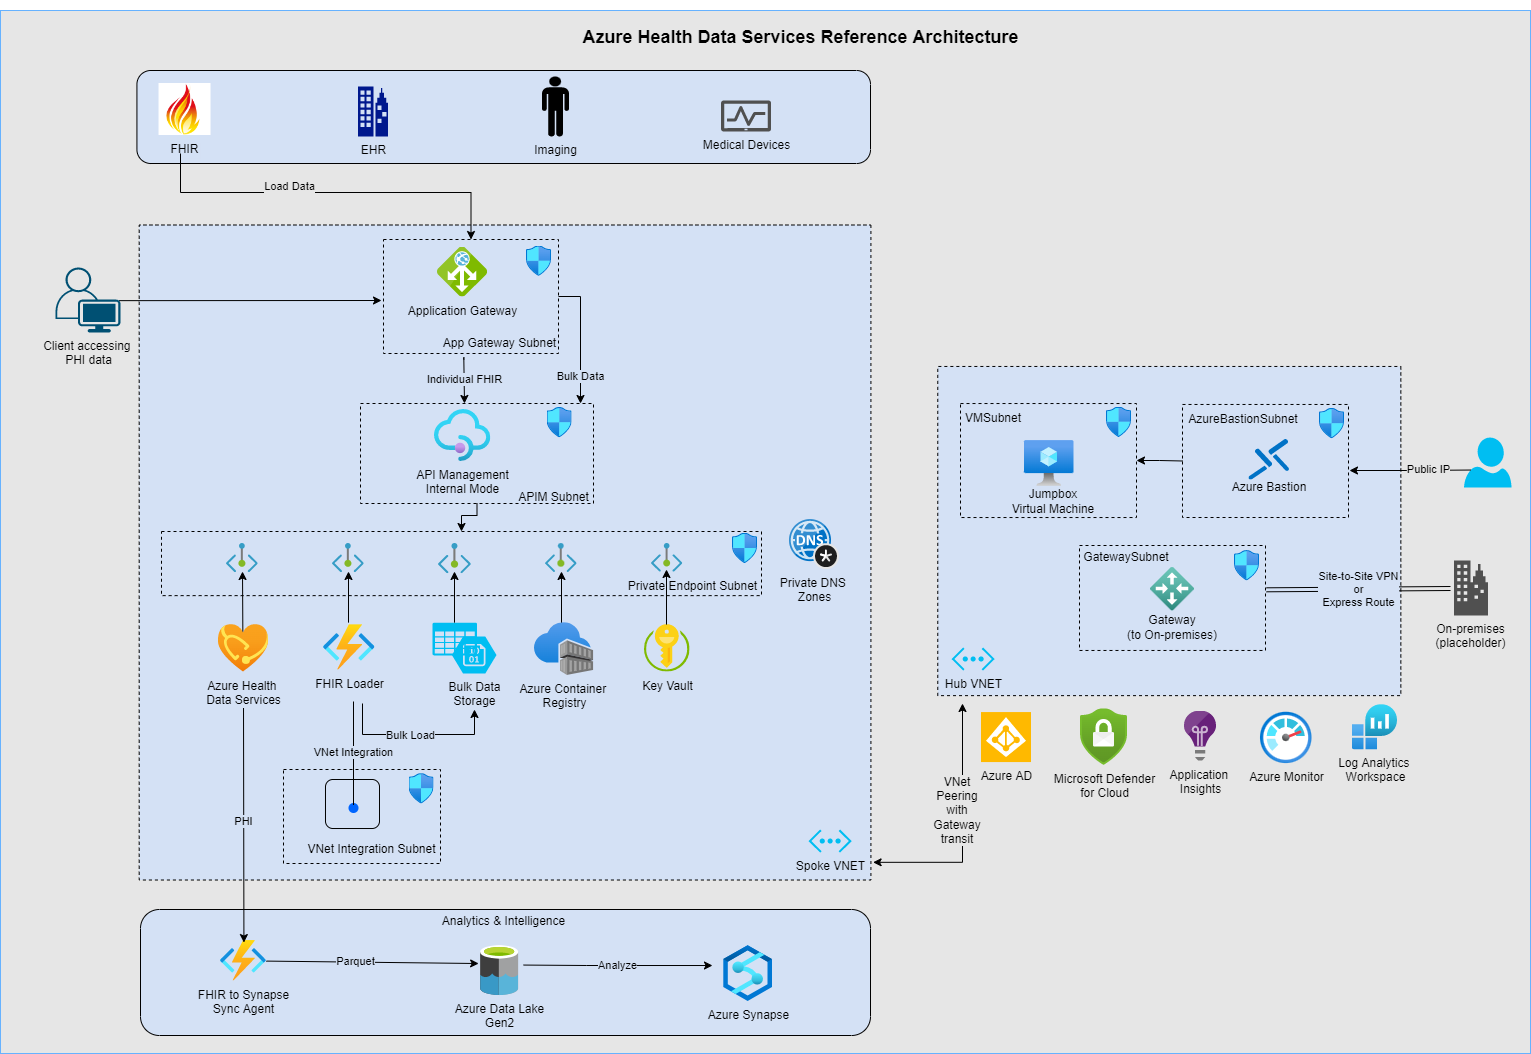 Azure Health Data Services Reference Architecture
FHIR
EHR
Imaging
Medical Devices
Load Data
Application Gateway
App Gateway Subnet
Client accessing
PHI data
Individual FHIR
Bulk Data
API Management
Internal Mode
APIM Subnet
Private Endpoint Subnet
DNS
Private DNS
Zones
Azure Health
Data Services
FHIR Loader
10
01
Bulk Data
Storage
Azure Container
Registry
Key Vault
Bulk Load
VNet Integration
VNet Integration Subnet
PHI
Spoke VNET
VMSubnet
Jumpbox
Virtual Machine
AzureBastionSubnet
Azure Bastion
Public IP
GatewaySubnet
Gateway
(to On-premises)
Site-to-Site VPN
or
Express Route
On-premises
(placeholder)
Hub VNET
VNet
Peering
with
Gateway
transit
Azure AD
Microsoft Defender
for Cloud
Application
Insights
Azure Monitor
Log Analytics
Workspace
Analytics & Intelligence
FHIR to Synapse
Sync Agent
Parquet
Azure Data Lake
Gen2
Analyze
Azure Synapse